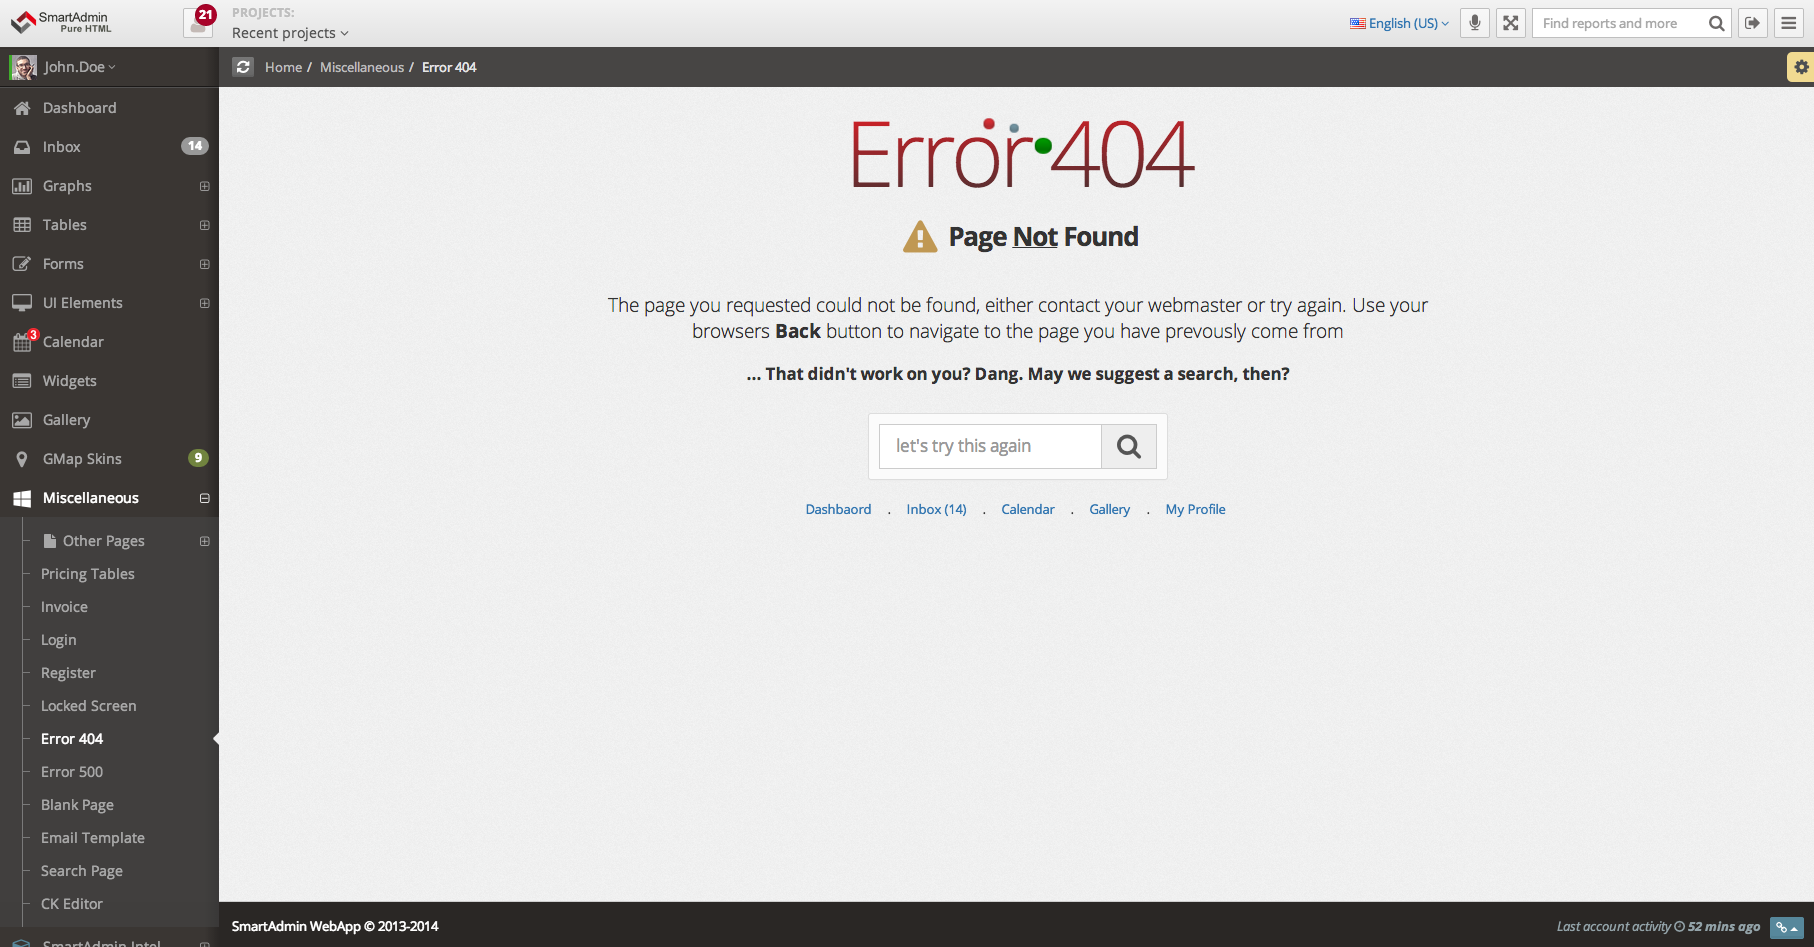 SmartAdmin
Pure HTML
21
PROJECTS:
Recent projects
English (US)
Find reports and more
John.Doe
Home / Miscellaneous / Error 404
Dashboard
Inbox 14
Graphs
Tables
Forms
UI Elements
3
Calendar
Widgets
Gallery
GMap Skins 9
Miscellaneous
Other Pages
Pricing Tables
Invoice
Login
Register
Locked Screen
Error 404
Error 500
Blank Page
Email Template
Search Page
CK Editor
SmartAdmin Intel
Error 404
Page Not Found
The page you requested could not be found, either contact your webmaster or try again. Use your
browsers Back button to navigate to the page you have prevously come from
... That didn't work on you? Dang. May we suggest a search, then?
let's try this again
Dashbaord . Inbox (14) . Calendar . Gallery . My Profile
SmartAdmin WebApp © 2013-2014
Last account activity 52 mins ago